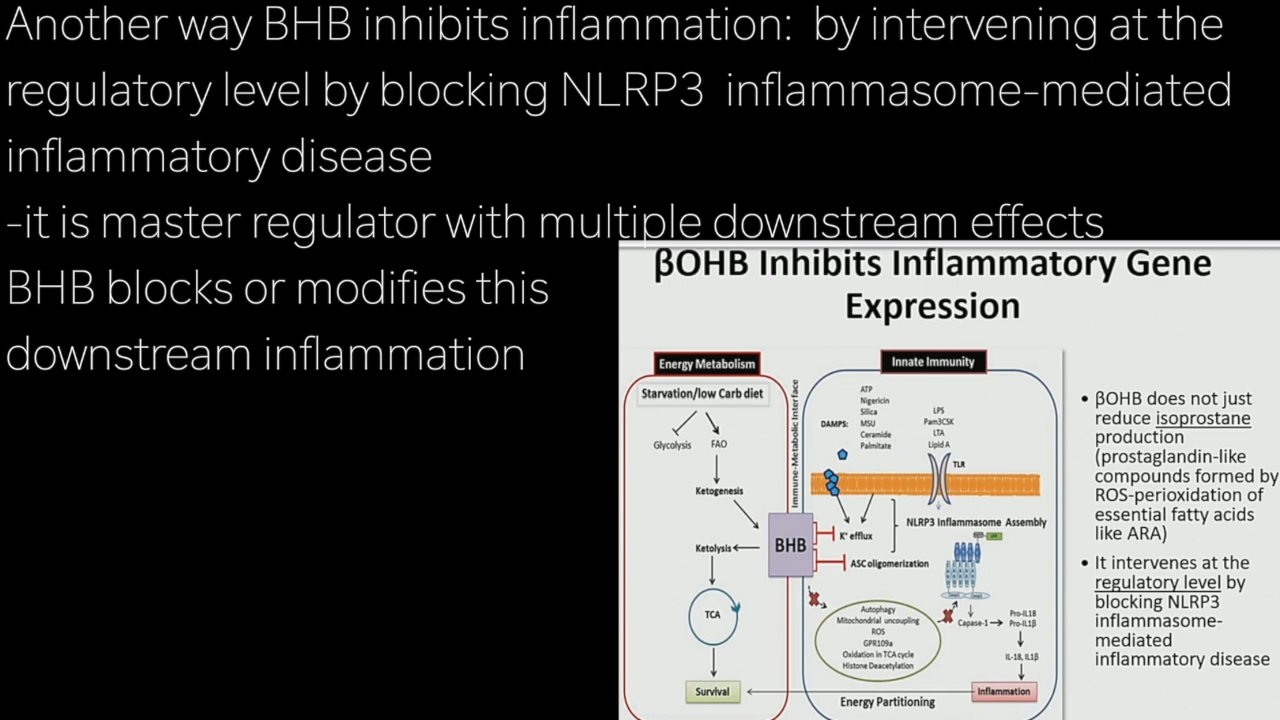 Another way BHB inhibits inflammation: by intervening at the
regulatory level by blocking NLRP3 inflammasome-mediated
inflammatory disease
-it is master regulator with multiple downstream effects
BHB blocks or modifies this
downstream inflammation
βOHB Inhibits Inflammatory Gene
Expression
Energy Metabolism
Starvation/low Carb diet
Glycolysis
FAO
Ketogenesis
Ketolysis
TCA
Survival
Immune-Metabolic Interface
BHB
Innate Immunity
DAMPS:
ATP
Nigericin
Silica
MSU
Ceramide
Palmitate
LPS
Pam3CSK
LTA
Lipid A
TLR
K⁺ efflux
ASC oligomerization
NLRP3 Inflammasome Assembly
Autophagy
Mitochondrial uncoupling
ROS
GPR109a
Oxidation in TCA cycle
Histone Deacetylation
Capase-1
Pro-IL18
Pro-IL1β
IL-18, IL1β
Inflammation
Energy Partitioning
• βOHB does not just
reduce isoprostane
production
(prostaglandin-like
compounds formed by
ROS-perioxidation of
essential fatty acids
like ARA)
• It intervenes at the
regulatory level by
blocking NLRP3
inflammasome-
mediated
inflammatory disease